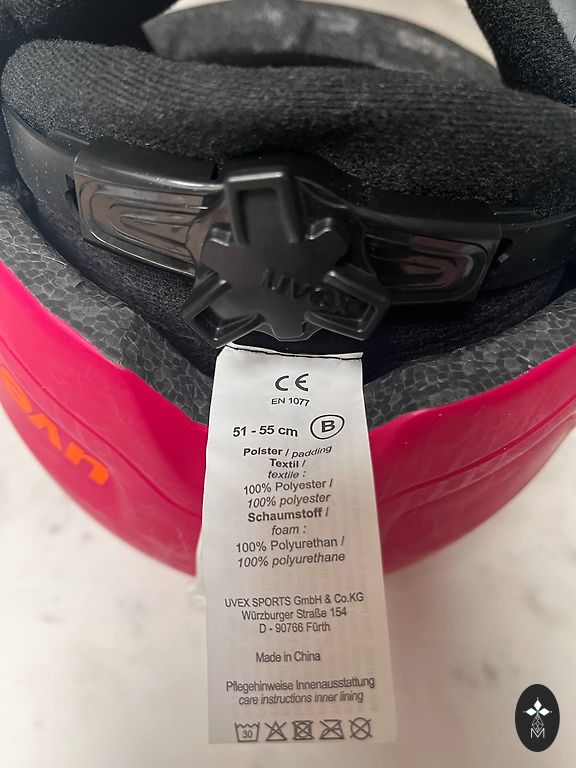 uvex
uvex
CE
EN 1077
51 - 55 cm B
Polster / padding
Textil /
textile :
100% Polyester /
100% polyester
Schaumstoff /
foam :
100% Polyurethan /
100% polyurethane
UVEX SPORTS GmbH & Co.KG
Würzburger Straße 154
D - 90766 Fürth
Made in China
Pflegehinweise Innenausstattung
care instructions inner lining
30
M